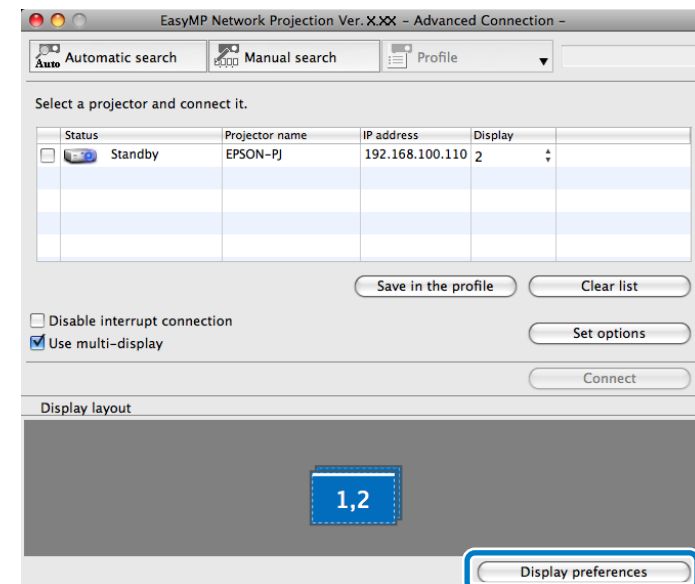 EasyMP Network Projection Ver. X.XX – Advanced Connection –
Auto Automatic search Manual search Profile
Select a projector and connect it.
Status Projector name IP address Display
Standby EPSON-PJ 192.168.100.110 2
Save in the profile Clear list
Disable interrupt connection
Set options
Use multi-display
Connect
Display layout
1,2
Display preferences